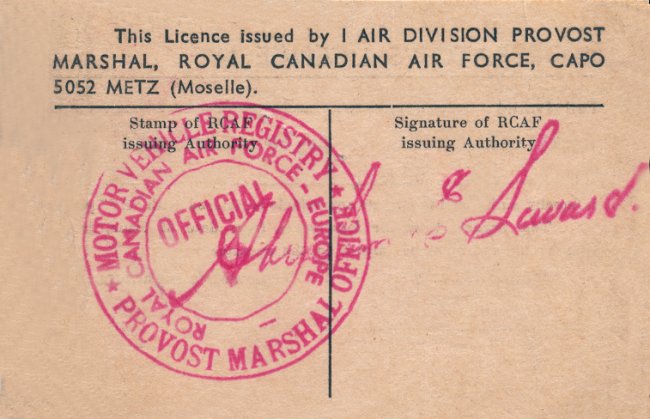 This Licence issued by 1 AIR DIVISION PROVOST
MARSHAL, ROYAL CANADIAN AIR FORCE, CAPO
5052 METZ (Moselle).
Stamp of RCAF
issuing Authority
Signature of RCAF
issuing Authority
MOTOR VEHICLE REGISTRY
ROYAL CANADIAN AIR FORCE - EUROPE
OFFICIAL
PROVOST MARSHAL OFFICE